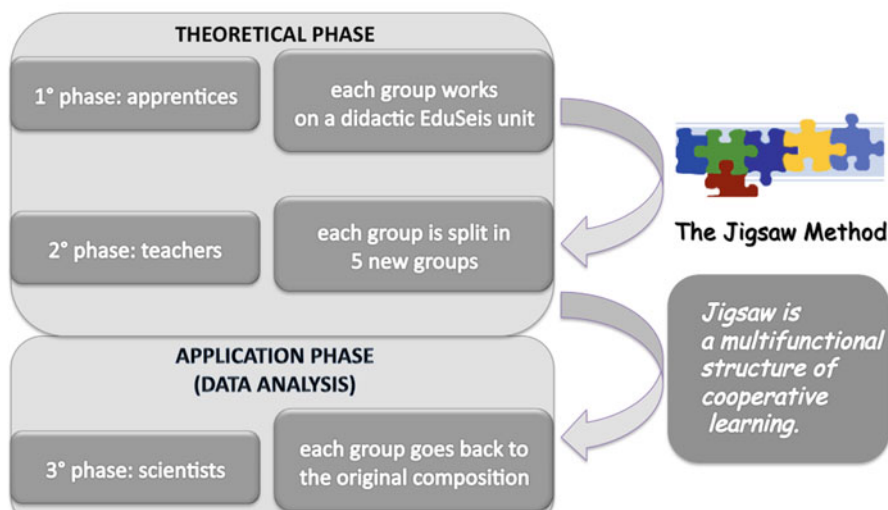 THEORETICAL PHASE
1° phase: apprentices
each group works
on a didactic EduSeis unit
2° phase: teachers
each group is split in
5 new groups
APPLICATION PHASE
(DATA ANALYSIS)
3° phase: scientists
each group goes back to
the original composition
The Jigsaw Method
Jigsaw is
a multifunctional
structure of
cooperative
learning.